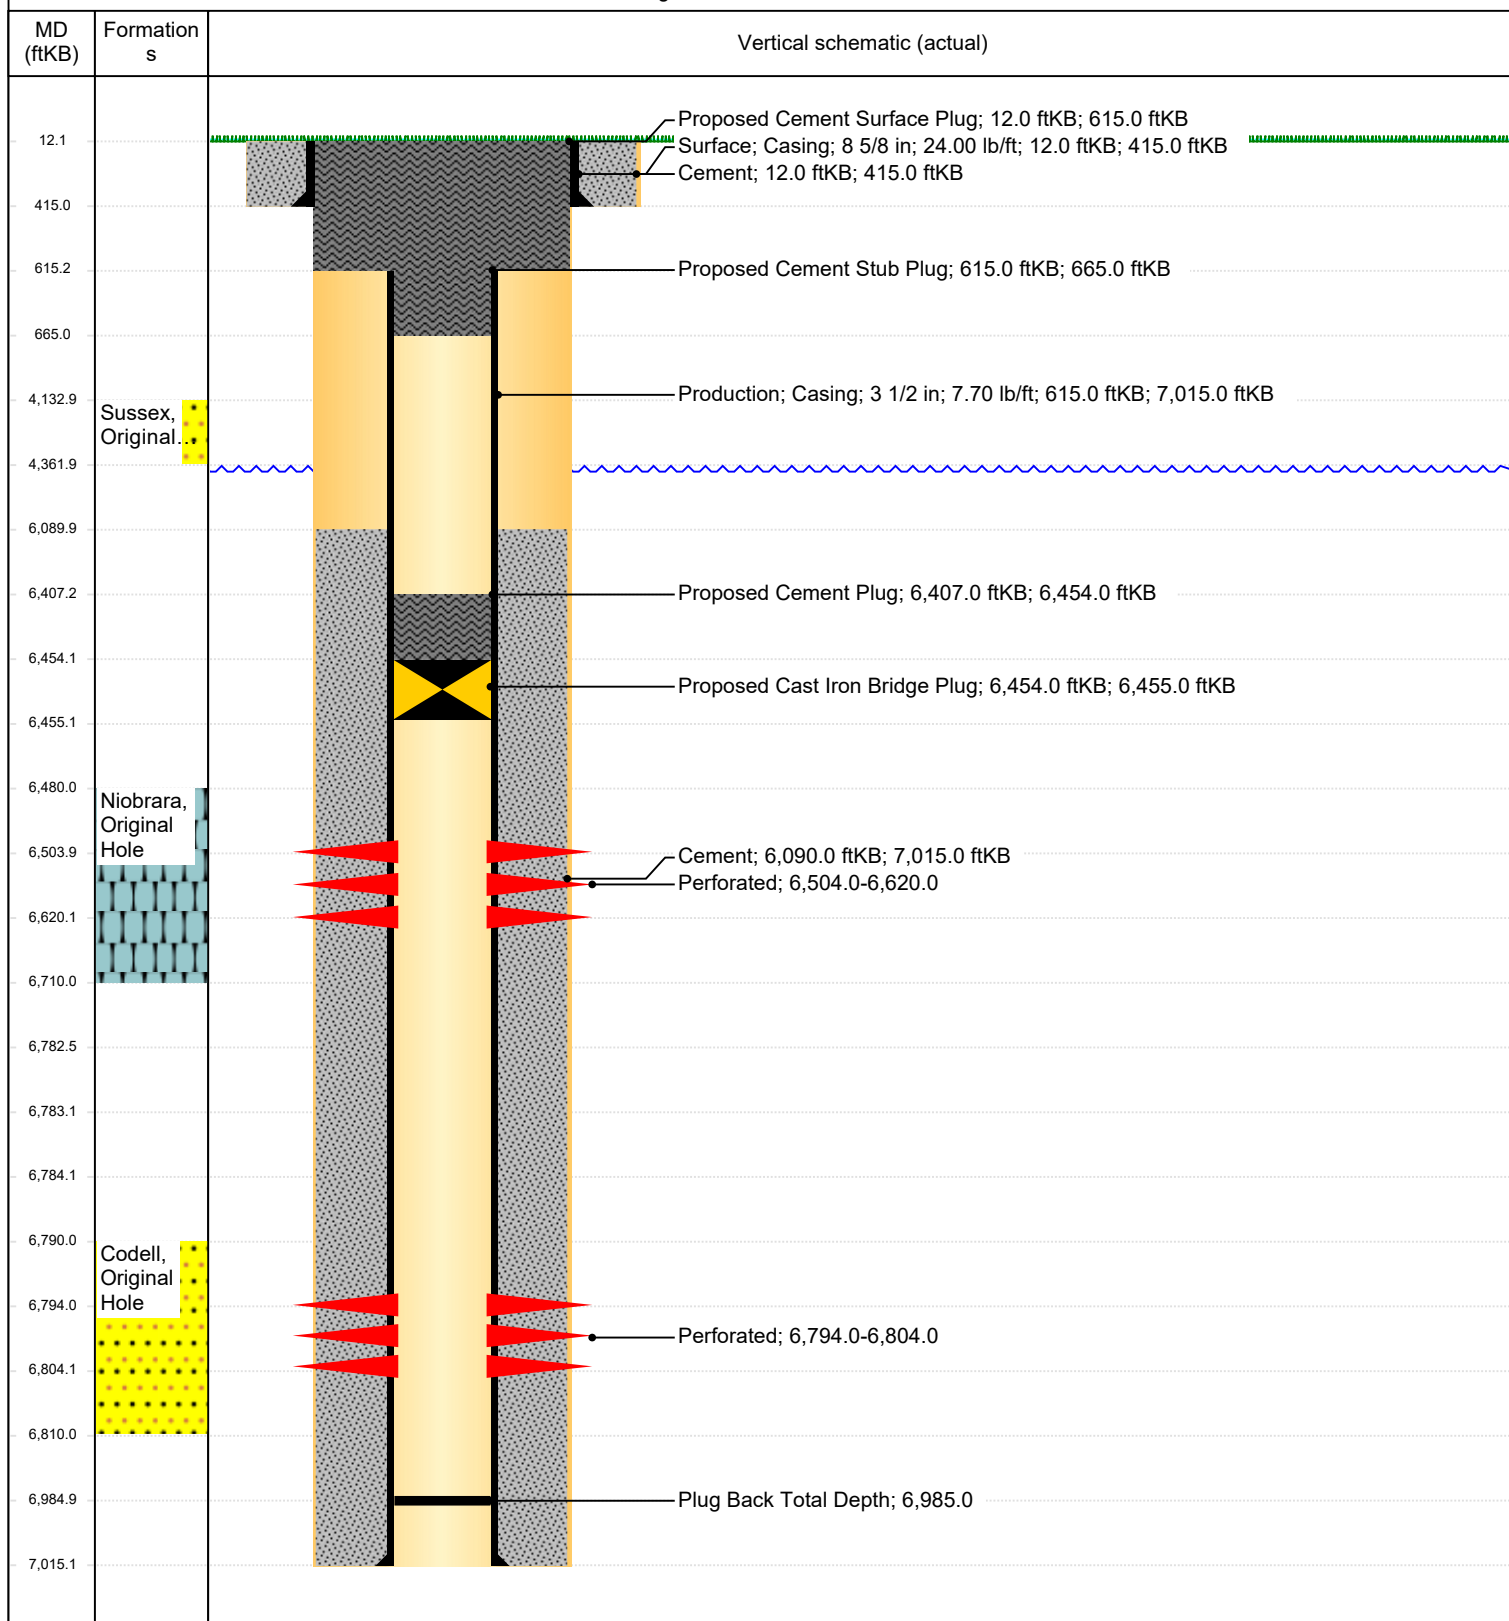 MD
(ftKB)
Formation
s
Vertical schematic (actual)
12.1
415.0
615.2
665.0
4,132.9
4,361.9
6,089.9
6,407.2
6,454.1
6,455.1
6,480.0
6,503.9
6,620.1
6,710.0
6,782.5
6,783.1
6,784.1
6,790.0
6,794.0
6,804.1
6,810.0
6,984.9
7,015.1
Sussex,
Original...
Niobrara,
Original
Hole
Codell,
Original
Hole
Proposed Cement Surface Plug; 12.0 ftKB; 615.0 ftKB
Surface; Casing; 8 5/8 in; 24.00 lb/ft; 12.0 ftKB; 415.0 ftKB
Cement; 12.0 ftKB; 415.0 ftKB
Proposed Cement Stub Plug; 615.0 ftKB; 665.0 ftKB
Production; Casing; 3 1/2 in; 7.70 lb/ft; 615.0 ftKB; 7,015.0 ftKB
Proposed Cement Plug; 6,407.0 ftKB; 6,454.0 ftKB
Proposed Cast Iron Bridge Plug; 6,454.0 ftKB; 6,455.0 ftKB
Cement; 6,090.0 ftKB; 7,015.0 ftKB
Perforated; 6,504.0-6,620.0
Perforated; 6,794.0-6,804.0
Plug Back Total Depth; 6,985.0